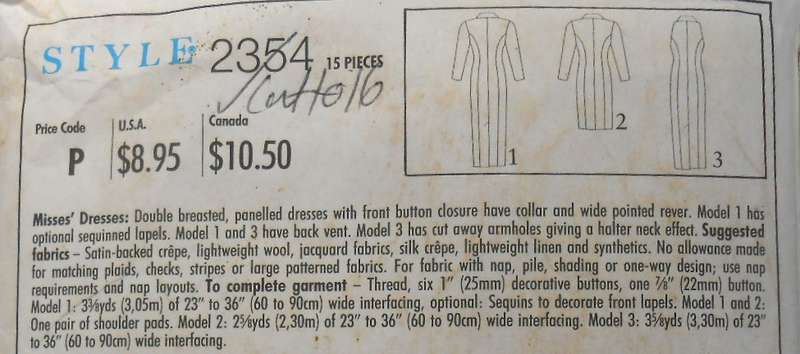 STYLE® 2354 15 PIECES
✓ Cut to 16
Price Code
P
U.S.A.
$8.95
Canada
$10.50
1
2
3
Misses' Dresses: Double breasted, panelled dresses with front button closure have collar and wide pointed rever. Model 1 has
optional sequinned lapels. Model 1 and 3 have back vent. Model 3 has cut away armholes giving a halter neck effect. Suggested
fabrics – Satin-backed crêpe, lightweight wool, jacquard fabrics, silk crêpe, lightweight linen and synthetics. No allowance made
for matching plaids, checks, stripes or large patterned fabrics. For fabric with nap, pile, shading or one-way design; use nap
requirements and nap layouts. To complete garment – Thread, six 1" (25mm) decorative buttons, one ⅞" (22mm) button.
Model 1: 3⅜yds (3,05m) of 23" to 36" (60 to 90cm) wide interfacing, optional: Sequins to decorate front lapels. Model 1 and 2:
One pair of shoulder pads. Model 2: 2⅝yds (2,30m) of 23" to 36" (60 to 90cm) wide interfacing. Model 3: 3⅝yds (3,30m) of 23"
to 36" (60 to 90cm) wide interfacing.